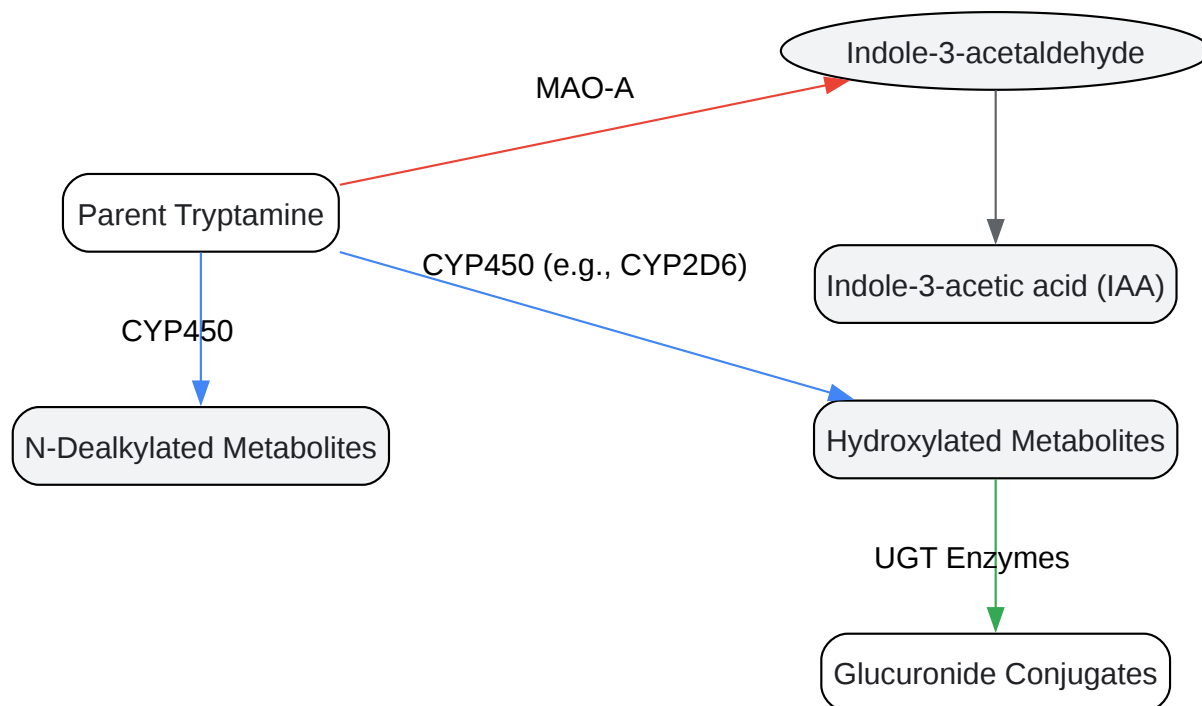 Indole-3-acetaldehyde
MAO-A
Parent Tryptamine
CYP450 (e.g., CYP2D6)
Indole-3-acetic acid (IAA)
CYP450
N-Dealkylated Metabolites
Hydroxylated Metabolites
UGT Enzymes
Glucuronide Conjugates